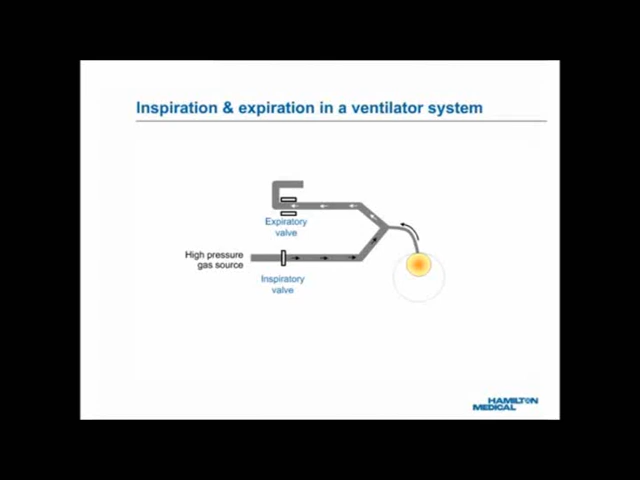 Inspiration & expiration in a ventilator system
Expiratory
valve
High pressure
gas source
Inspiratory
valve
HAMILTON
MEDICAL